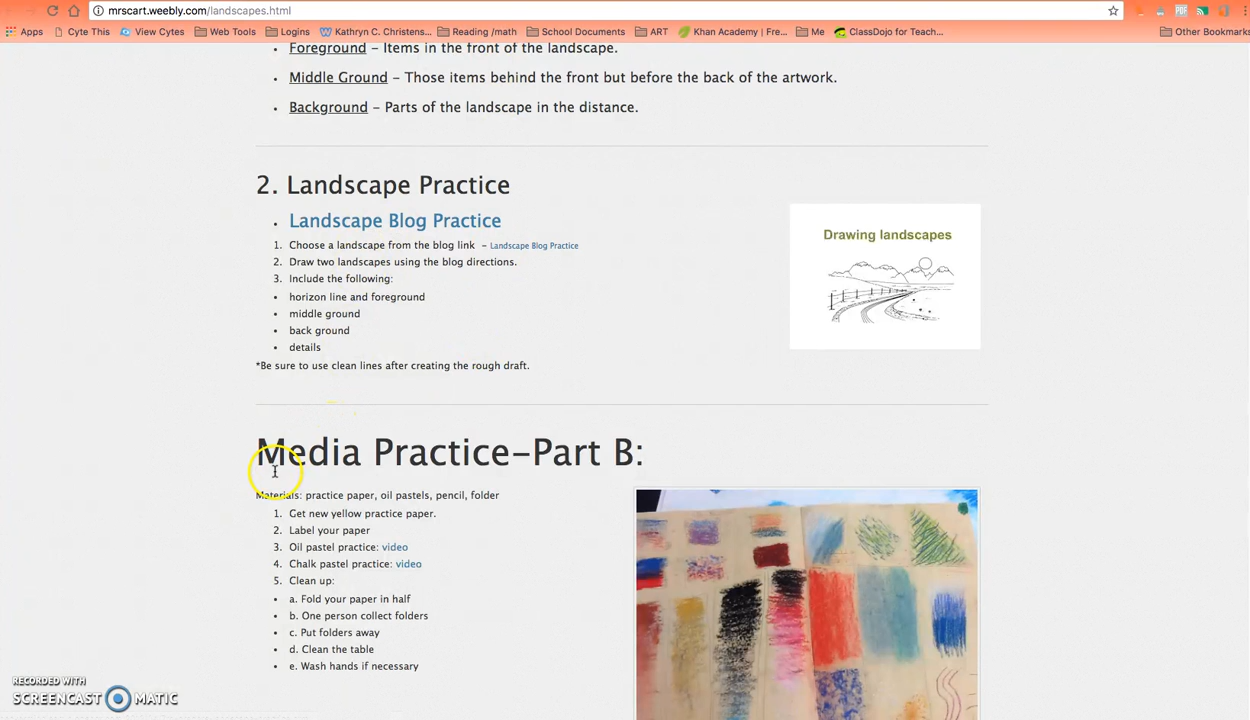 mrscart.weebly.com/landscapes.html
Apps Cyte This View Cytes Web Tools Logins Kathryn C. Christens... Reading /math School Documents ART Khan Academy | Fre... Me ClassDojo for Teach... Other Bookmarks
Foreground – Items in the front of the landscape.
Middle Ground – Those items behind the front but before the back of the artwork.
Background – Parts of the landscape in the distance.
2. Landscape Practice
Landscape Blog Practice
1. Choose a landscape from the blog link – Landscape Blog Practice
2. Draw two landscapes using the blog directions.
3. Include the following:
horizon line and foreground
middle ground
back ground
details
*Be sure to use clean lines after creating the rough draft.
Drawing landscapes
Media Practice-Part B:
Materials: practice paper, oil pastels, pencil, folder
1. Get new yellow practice paper.
2. Label your paper
3. Oil pastel practice: video
4. Chalk pastel practice: video
5. Clean up:
a. Fold your paper in half
b. One person collect folders
c. Put folders away
d. Clean the table
e. Wash hands if necessary
RECORDED WITH
SCREENCAST MATIC
PDF